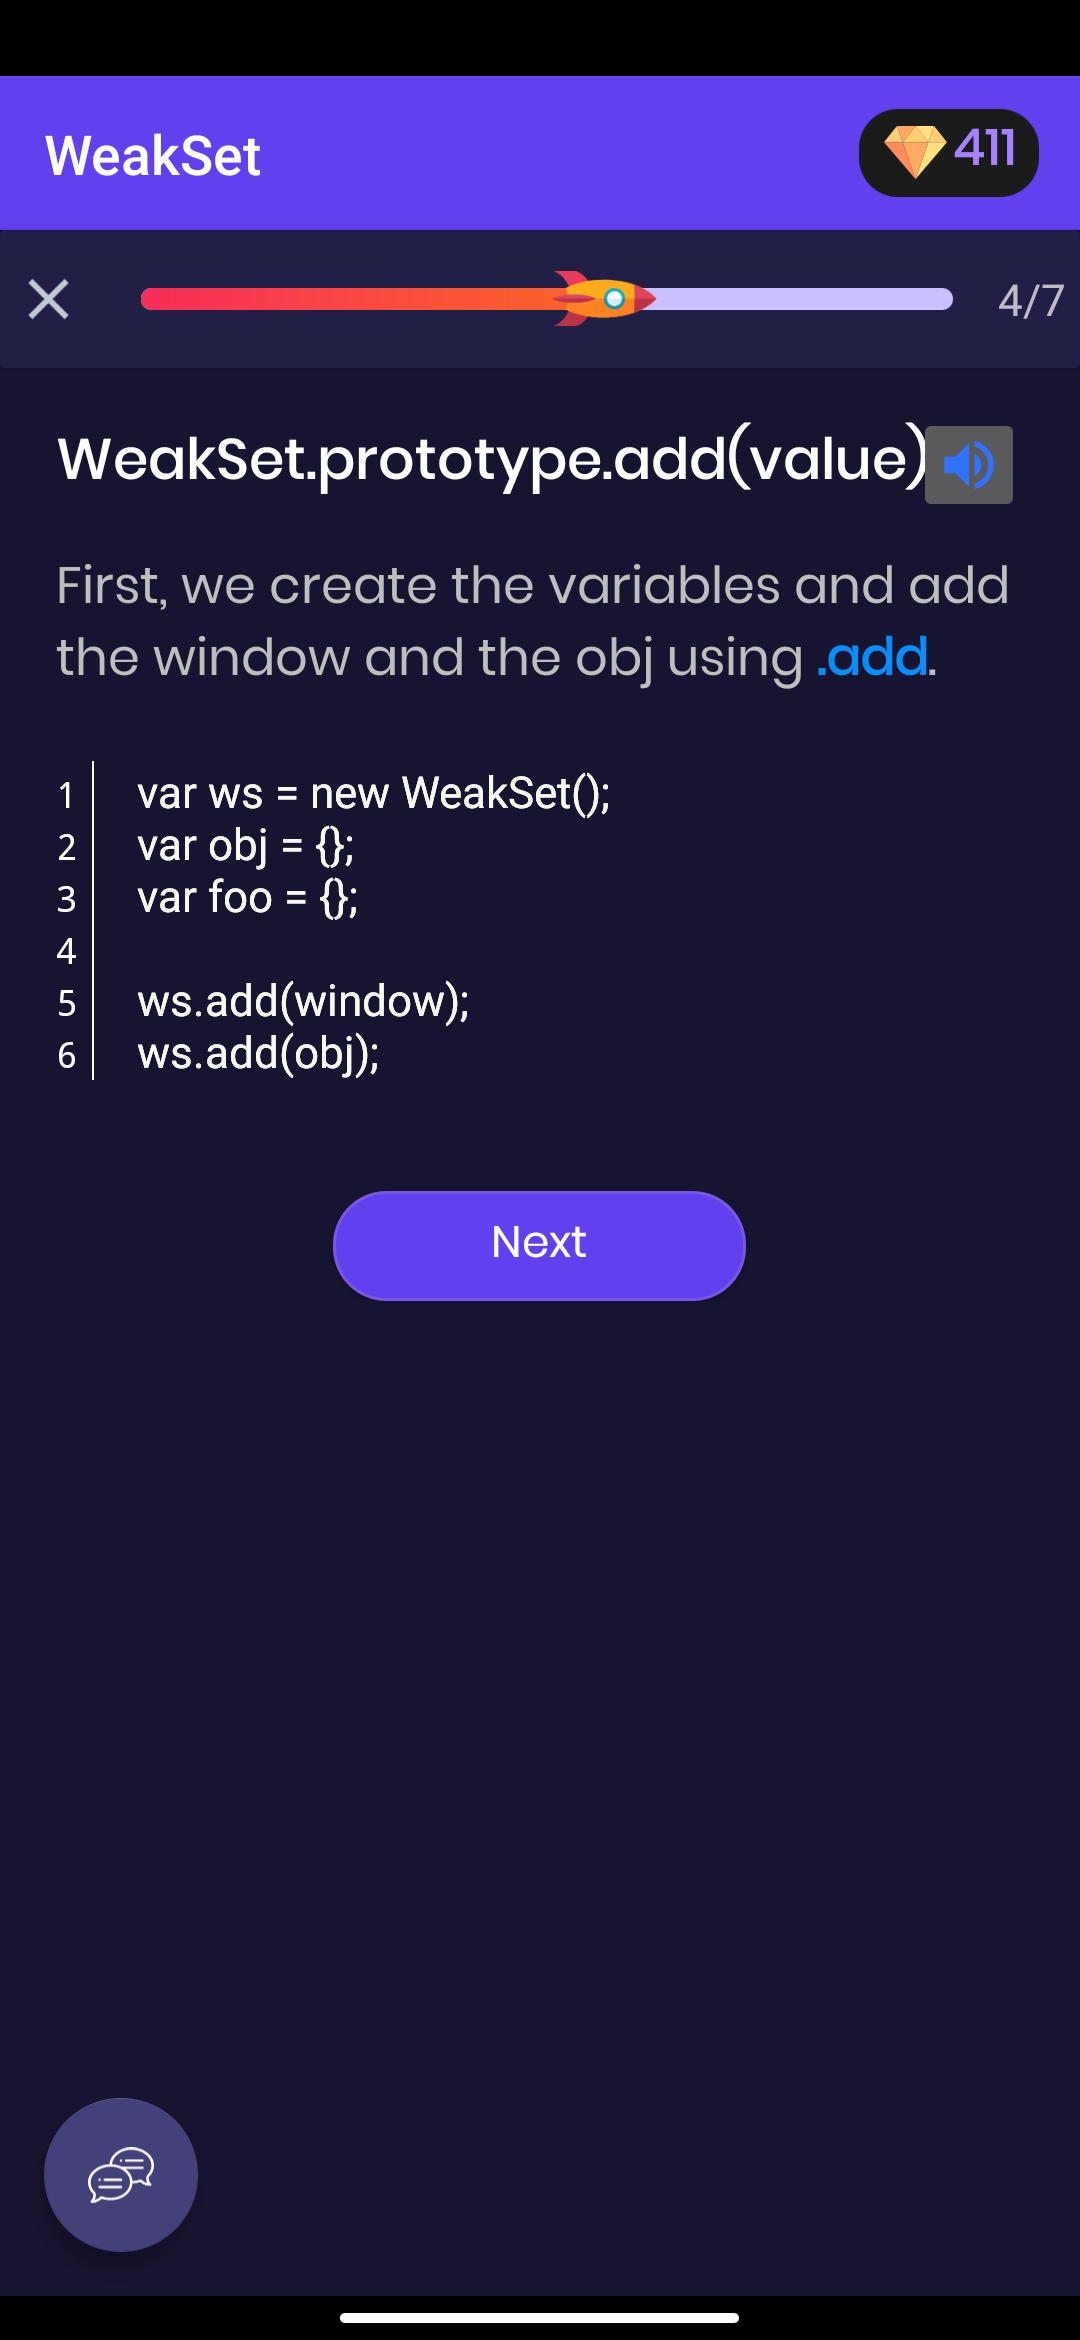 WeakSet
411
4/7
WeakSet.prototype.add(value)
First, we create the variables and add
the window and the obj using .add.
1 var ws = new WeakSet();
2 var obj = {};
3 var foo = {};
4
5 ws.add(window);
6 ws.add(obj);
Next